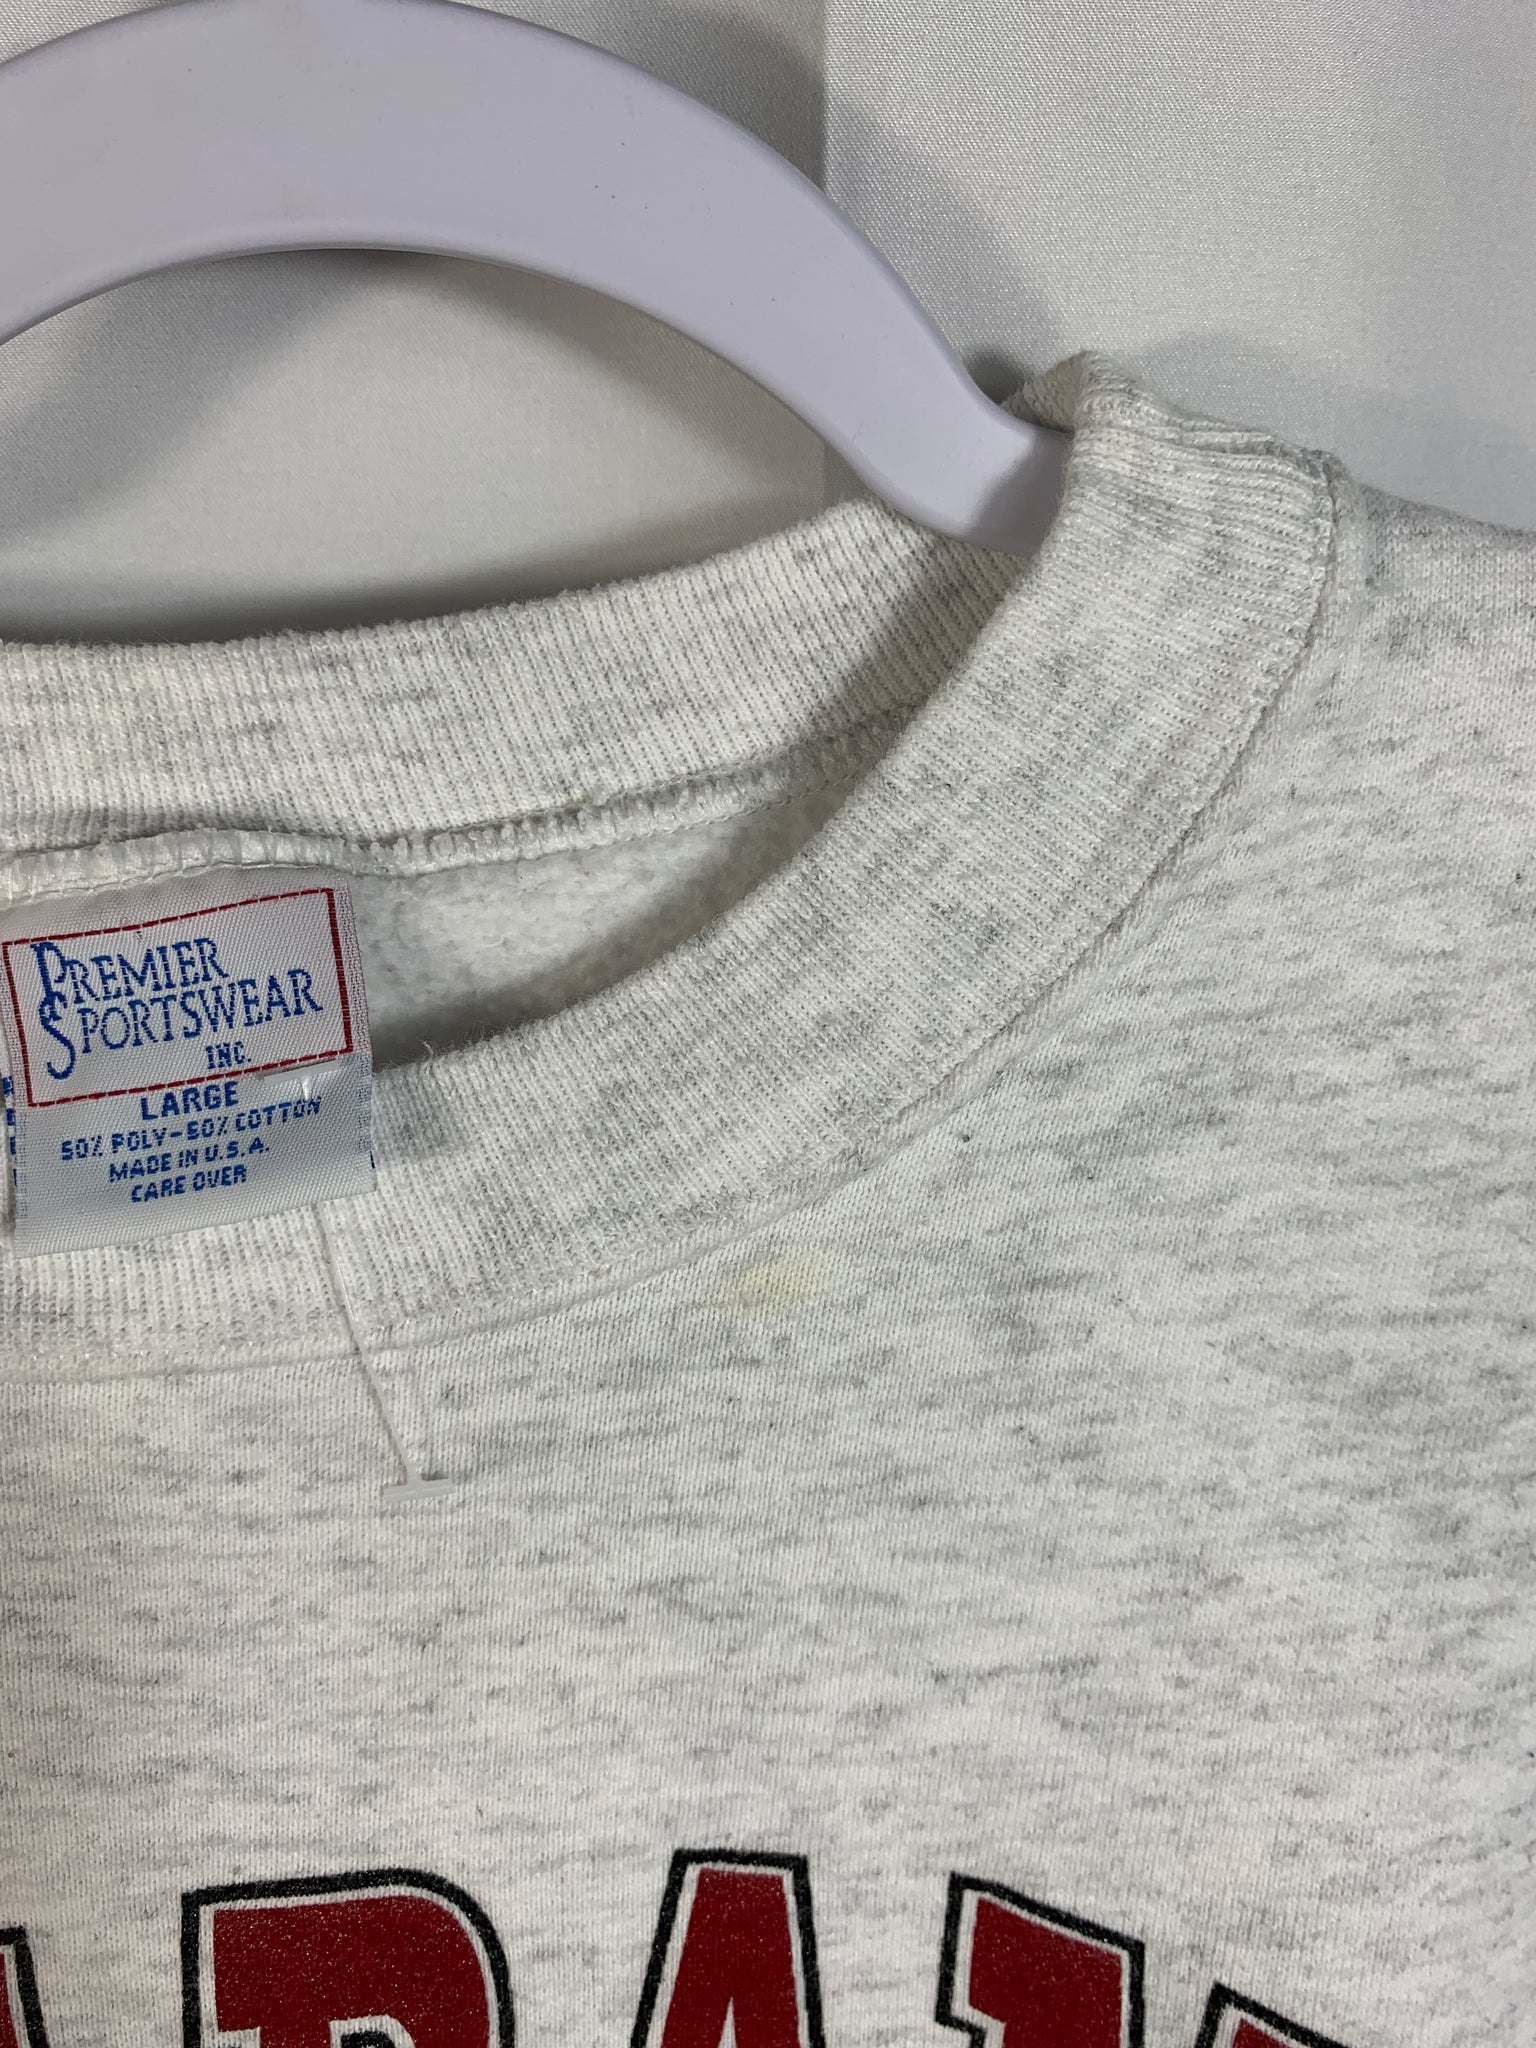 PREMIER
SPORTSWEAR
INC.
LARGE
50% POLY-50% COTTON
MADE IN U.S.A.
CARE OVER